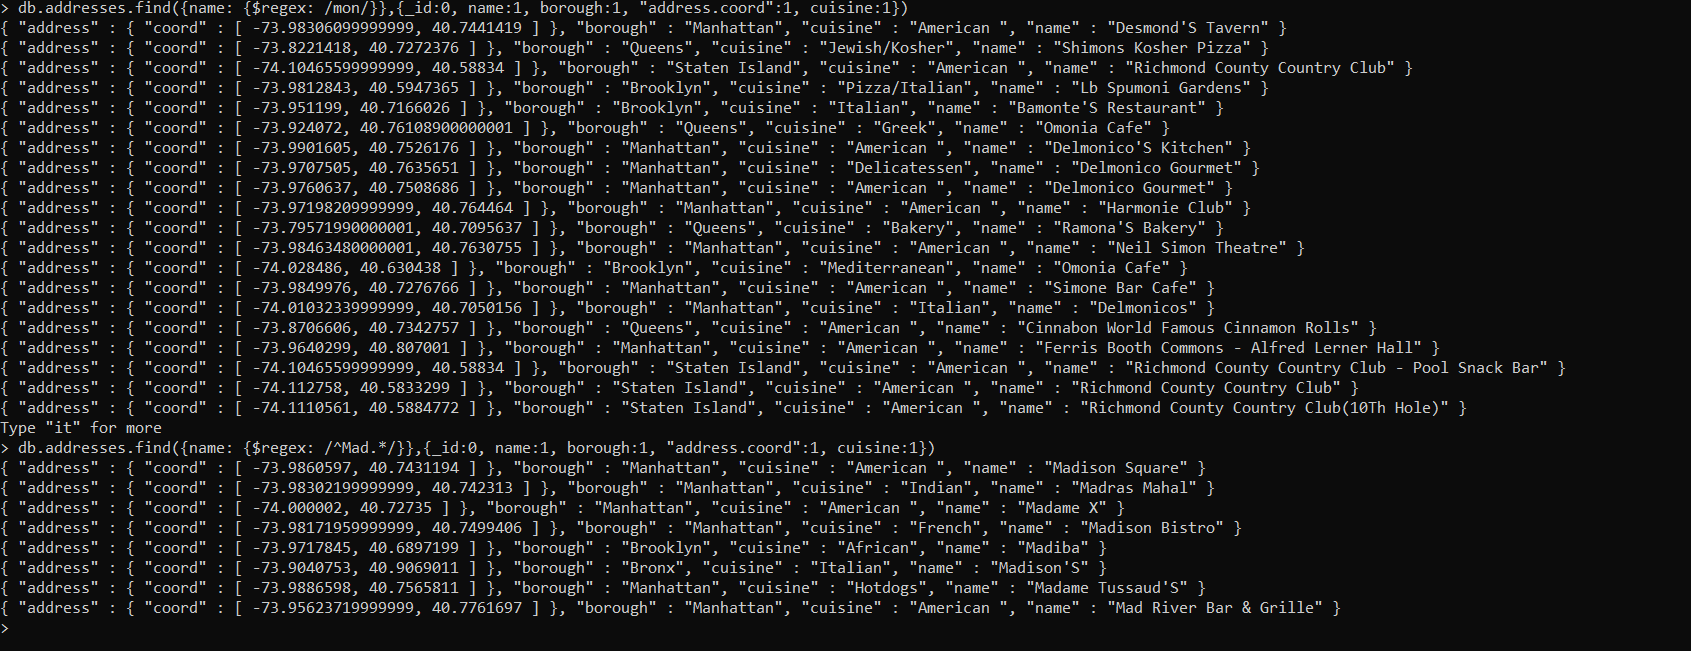 > db.addresses.find({name: {$regex: /mon/}},{_id:0, name:1, borough:1, "address.coord":1, cuisine:1})
{ "address" : { "coord" : [ -73.98306099999999, 40.7441419 ] }, "borough" : "Manhattan", "cuisine" : "American ", "name" : "Desmond'S Tavern" }
{ "address" : { "coord" : [ -73.8221418, 40.7272376 ] }, "borough" : "Queens", "cuisine" : "Jewish/Kosher", "name" : "Shimons Kosher Pizza" }
{ "address" : { "coord" : [ -74.10465599999999, 40.58834 ] }, "borough" : "Staten Island", "cuisine" : "American ", "name" : "Richmond County Country Club" }
{ "address" : { "coord" : [ -73.9812843, 40.5947365 ] }, "borough" : "Brooklyn", "cuisine" : "Pizza/Italian", "name" : "Lb Spumoni Gardens" }
{ "address" : { "coord" : [ -73.951199, 40.7166026 ] }, "borough" : "Brooklyn", "cuisine" : "Italian", "name" : "Bamonte'S Restaurant" }
{ "address" : { "coord" : [ -73.924072, 40.76108900000001 ] }, "borough" : "Queens", "cuisine" : "Greek", "name" : "Omonia Cafe" }
{ "address" : { "coord" : [ -73.9901605, 40.7526176 ] }, "borough" : "Manhattan", "cuisine" : "American ", "name" : "Delmonico'S Kitchen" }
{ "address" : { "coord" : [ -73.9707505, 40.7635651 ] }, "borough" : "Manhattan", "cuisine" : "Delicatessen", "name" : "Delmonico Gourmet" }
{ "address" : { "coord" : [ -73.9760637, 40.7508686 ] }, "borough" : "Manhattan", "cuisine" : "American ", "name" : "Delmonico Gourmet" }
{ "address" : { "coord" : [ -73.97198209999999, 40.764464 ] }, "borough" : "Manhattan", "cuisine" : "American ", "name" : "Harmonie Club" }
{ "address" : { "coord" : [ -73.79571990000001, 40.7095637 ] }, "borough" : "Queens", "cuisine" : "Bakery", "name" : "Ramona'S Bakery" }
{ "address" : { "coord" : [ -73.98463480000001, 40.7630755 ] }, "borough" : "Manhattan", "cuisine" : "American ", "name" : "Neil Simon Theatre" }
{ "address" : { "coord" : [ -74.028486, 40.630438 ] }, "borough" : "Brooklyn", "cuisine" : "Mediterranean", "name" : "Omonia Cafe" }
{ "address" : { "coord" : [ -73.9849976, 40.7276766 ] }, "borough" : "Manhattan", "cuisine" : "American ", "name" : "Simone Bar Cafe" }
{ "address" : { "coord" : [ -74.01032339999999, 40.7050156 ] }, "borough" : "Manhattan", "cuisine" : "Italian", "name" : "Delmonicos" }
{ "address" : { "coord" : [ -73.8706606, 40.7342757 ] }, "borough" : "Queens", "cuisine" : "American ", "name" : "Cinnabon World Famous Cinnamon Rolls" }
{ "address" : { "coord" : [ -73.9640299, 40.807001 ] }, "borough" : "Manhattan", "cuisine" : "American ", "name" : "Ferris Booth Commons - Alfred Lerner Hall" }
{ "address" : { "coord" : [ -74.10465599999999, 40.58834 ] }, "borough" : "Staten Island", "cuisine" : "American ", "name" : "Richmond County Country Club - Pool Snack Bar" }
{ "address" : { "coord" : [ -74.112758, 40.5833299 ] }, "borough" : "Staten Island", "cuisine" : "American ", "name" : "Richmond County Country Club" }
{ "address" : { "coord" : [ -74.1110561, 40.5884772 ] }, "borough" : "Staten Island", "cuisine" : "American ", "name" : "Richmond County Country Club(10Th Hole)" }
Type "it" for more
> db.addresses.find({name: {$regex: /^Mad.*/}},{_id:0, name:1, borough:1, "address.coord":1, cuisine:1})
{ "address" : { "coord" : [ -73.9860597, 40.7431194 ] }, "borough" : "Manhattan", "cuisine" : "American ", "name" : "Madison Square" }
{ "address" : { "coord" : [ -73.98302199999999, 40.742313 ] }, "borough" : "Manhattan", "cuisine" : "Indian", "name" : "Madras Mahal" }
{ "address" : { "coord" : [ -74.000002, 40.72735 ] }, "borough" : "Manhattan", "cuisine" : "American ", "name" : "Madame X" }
{ "address" : { "coord" : [ -73.98171959999999, 40.7499406 ] }, "borough" : "Manhattan", "cuisine" : "French", "name" : "Madison Bistro" }
{ "address" : { "coord" : [ -73.9717845, 40.6897199 ] }, "borough" : "Brooklyn", "cuisine" : "African", "name" : "Madiba" }
{ "address" : { "coord" : [ -73.9040753, 40.9069011 ] }, "borough" : "Bronx", "cuisine" : "Italian", "name" : "Madison'S" }
{ "address" : { "coord" : [ -73.9886598, 40.7565811 ] }, "borough" : "Manhattan", "cuisine" : "Hotdogs", "name" : "Madame Tussaud'S" }
{ "address" : { "coord" : [ -73.95623719999999, 40.7761697 ] }, "borough" : "Manhattan", "cuisine" : "American ", "name" : "Mad River Bar & Grille" }
>